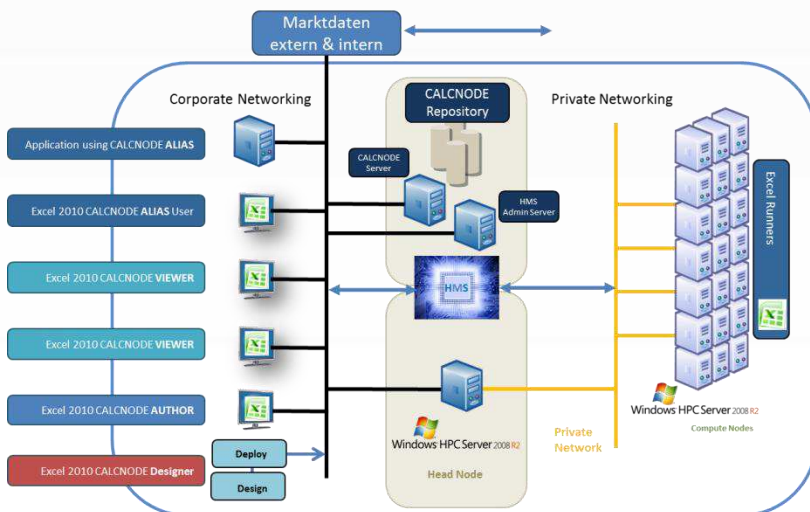 Marktdaten
extern & intern
Corporate Networking
CALCNODE
Repository
Private Networking
Application using CALCNODE ALIAS
CALCNODE
Server
Excel 2010 CALCNODE ALIAS User
HMS
Admin Server
Excel Runners
Excel 2010 CALCNODE VIEWER
HMS
Excel 2010 CALCNODE VIEWER
Excel 2010 CALCNODE AUTHOR
Windows HPC Server 2008 R2
Compute Nodes
Windows HPC Server 2008 R2
Private
Network
Deploy
Excel 2010 CALCNODE Designer
Head Node
Design